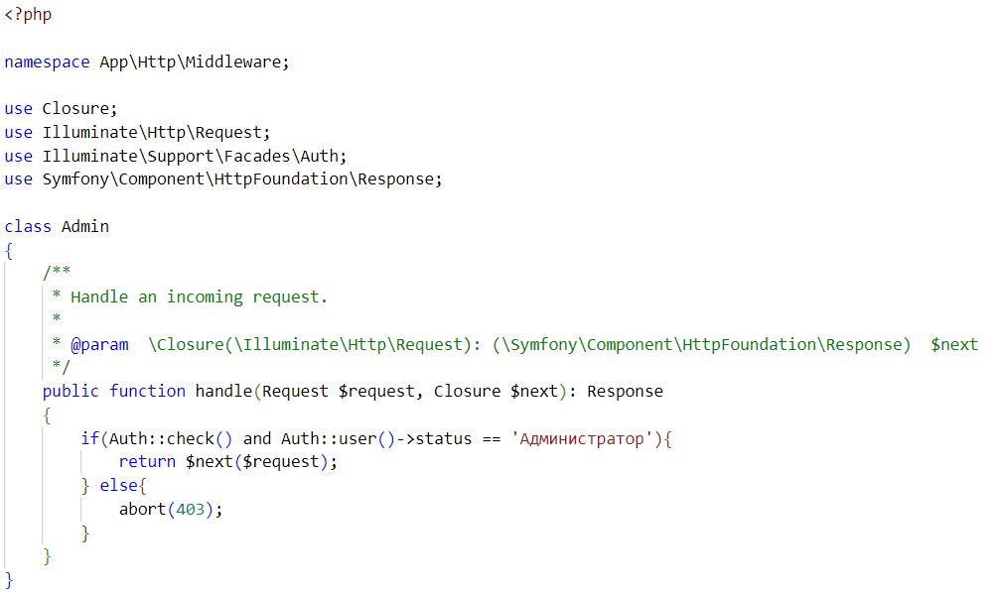 <?php
namespace App\Http\Middleware;
use Closure;
use Illuminate\Http\Request;
use Illuminate\Support\Facades\Auth;
use Symfony\Component\HttpFoundation\Response;
class Admin
{
    /**
     * Handle an incoming request.
     *
     * @param  \Closure(\Illuminate\Http\Request): (\Symfony\Component\HttpFoundation\Response)  $next
     */
    public function handle(Request $request, Closure $next): Response
    {
        if(Auth::check() and Auth::user()->status == 'Администратор'){
            return $next($request);
        } else{
            abort(403);
        }
    }
}